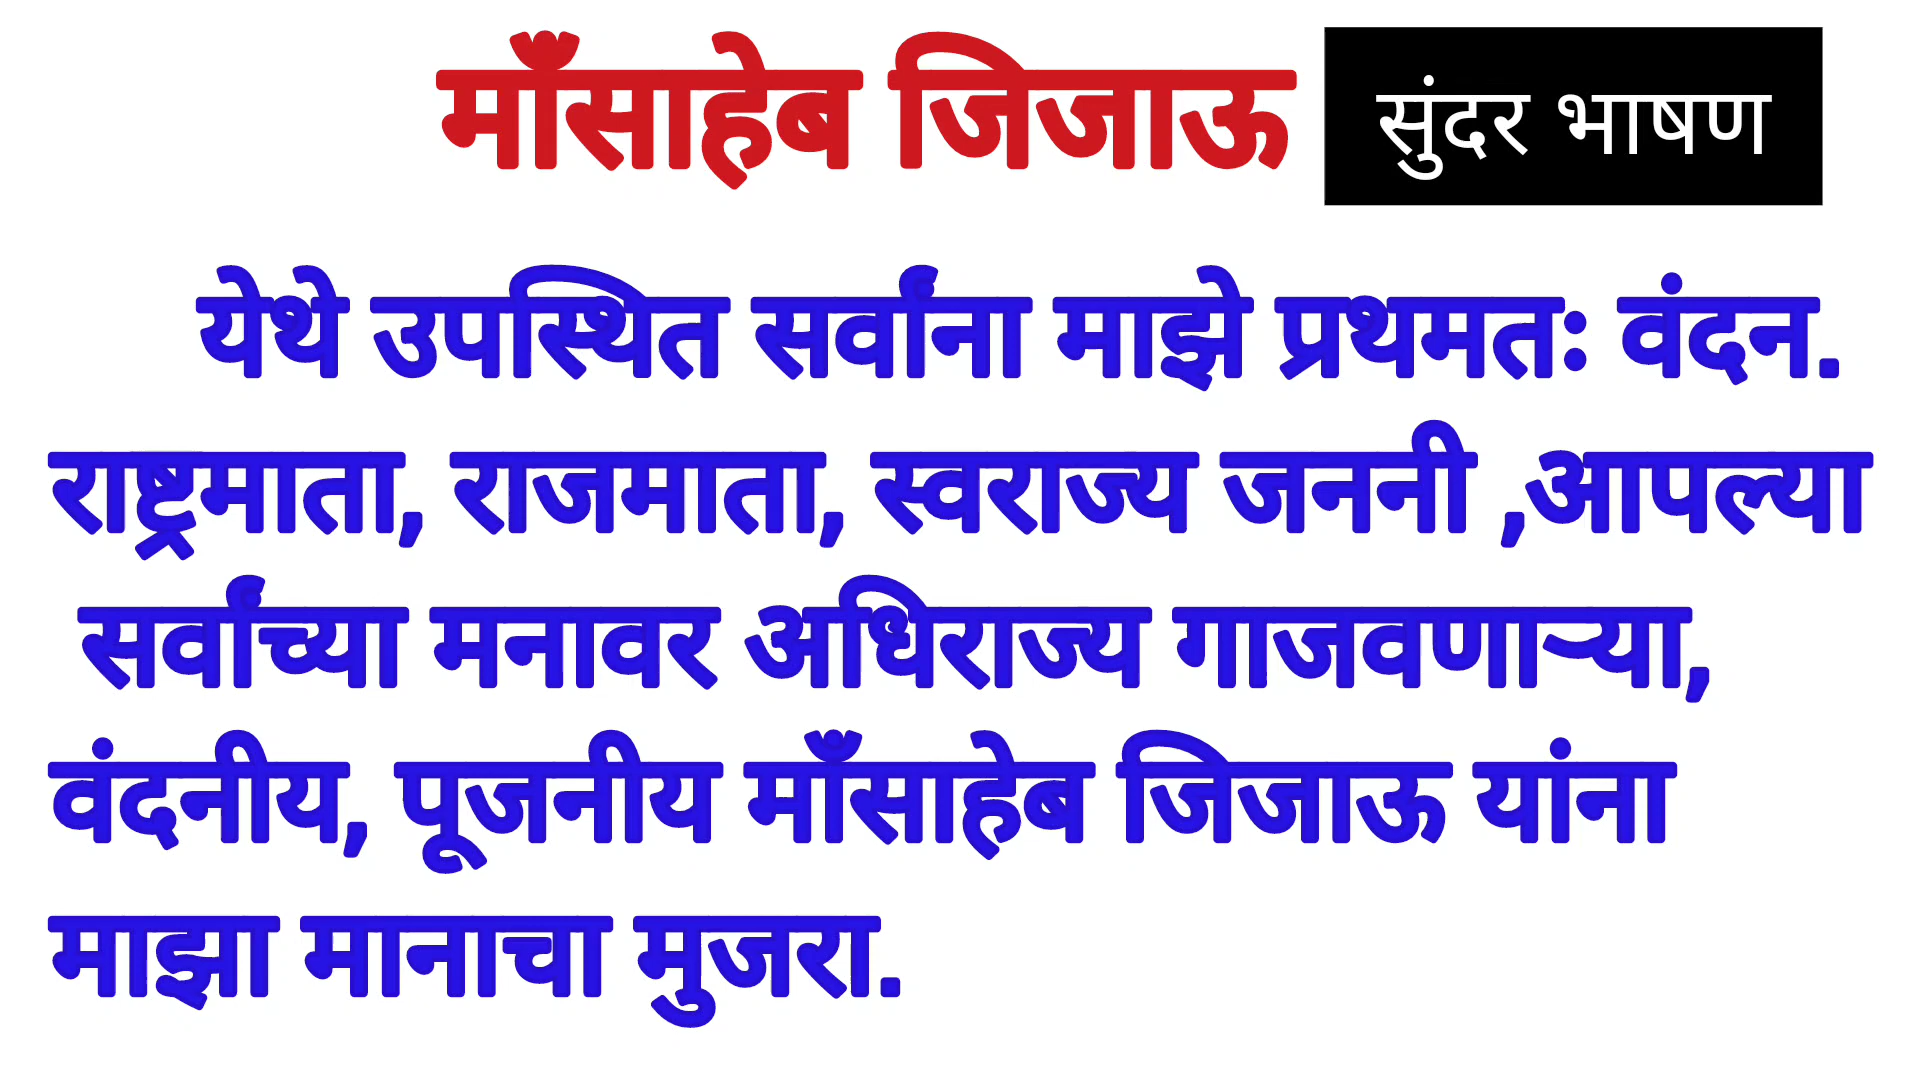 माँसाहेब जिजाऊ सुंदर भाषण
येथे उपस्थित सर्वांना माझे प्रथमतः वंदन.
राष्ट्रमाता, राजमाता, स्वराज्य जननी ,आपल्या
सर्वांच्या मनावर अधिराज्य गाजवणाऱ्या,
वंदनीय, पूजनीय माँसाहेब जिजाऊ यांना
माझा मानाचा मुजरा.